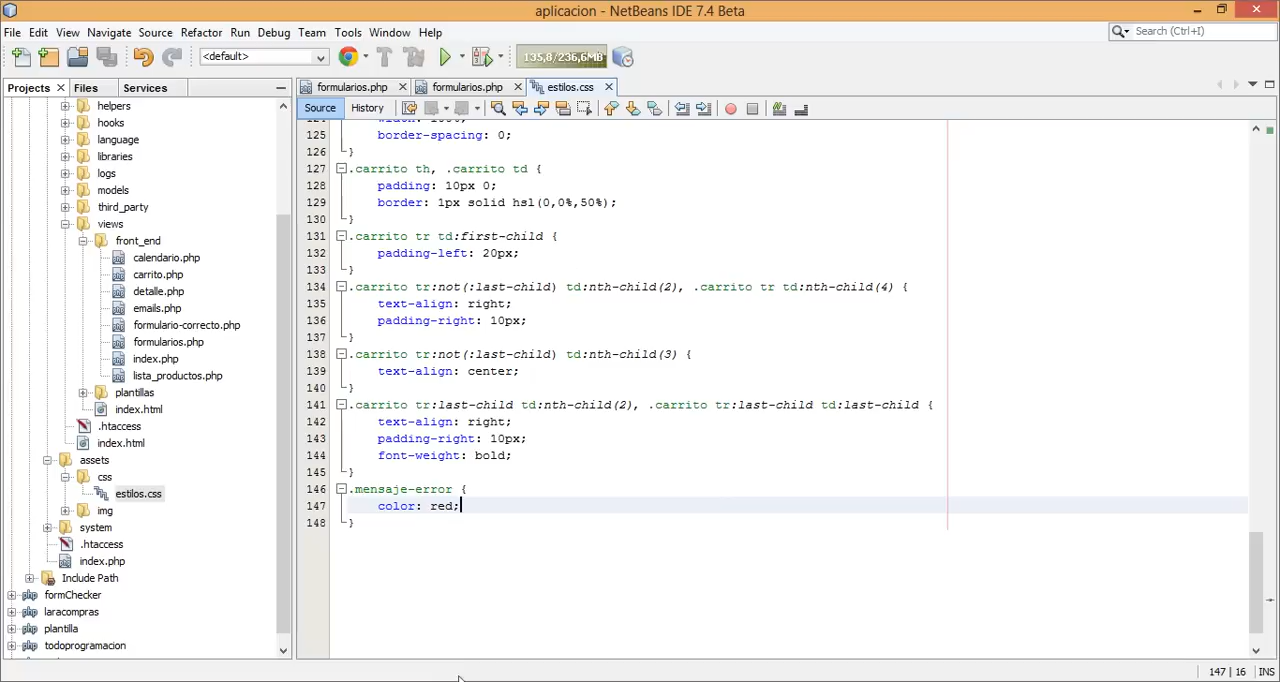 aplicacion - NetBeans IDE 7.4 Beta
File Edit View Navigate Source Refactor Run Debug Team Tools Window Help
Search (Ctrl+I)
<default>
135,8/236,6MB
Projects Files Services
formularios.php formularios.php estilos.css
Source History
helpers
hooks
language
libraries
logs
models
third_party
views
front_end
calendario.php
carrito.php
detalle.php
emails.php
formulario-correcto.php
formularios.php
index.php
lista_productos.php
plantillas
index.html
.htaccess
index.html
assets
css
estilos.css
img
system
.htaccess
index.php
Include Path
formChecker
laracompras
plantilla
todoprogramacion
125 border-spacing: 0;
126 }
127 .carrito th, .carrito td {
128 padding: 10px 0;
129 border: 1px solid hsl(0,0%,50%);
130 }
131 .carrito tr td:first-child {
132 padding-left: 20px;
133 }
134 .carrito tr:not(:last-child) td:nth-child(2), .carrito tr td:nth-child(4) {
135 text-align: right;
136 padding-right: 10px;
137 }
138 .carrito tr:not(:last-child) td:nth-child(3) {
139 text-align: center;
140 }
141 .carrito tr:last-child td:nth-child(2), .carrito tr:last-child td:last-child {
142 text-align: right;
143 padding-right: 10px;
144 font-weight: bold;
145 }
146 .mensaje-error {
147 color: red;
148 }
147 | 16 INS